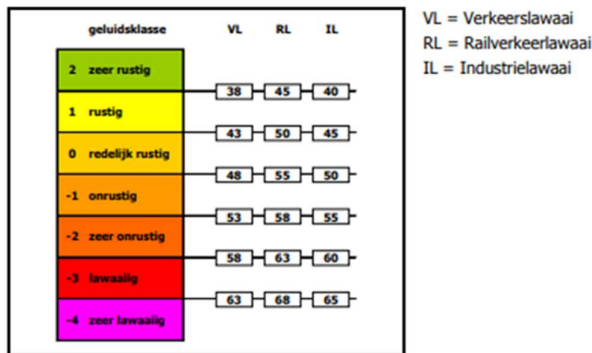 geluidsklasse VL RL IL
2 zeer rustig
38 45 40
1 rustig
43 50 45
0 redelijk rustig
48 55 50
-1 onrustig
53 58 55
-2 zeer onrustig
58 63 60
-3 lawaaiig
63 68 65
-4 zeer lawaaiig
VL = Verkeerslawaai
RL = Railverkeerlawaai
IL = Industrielawaai